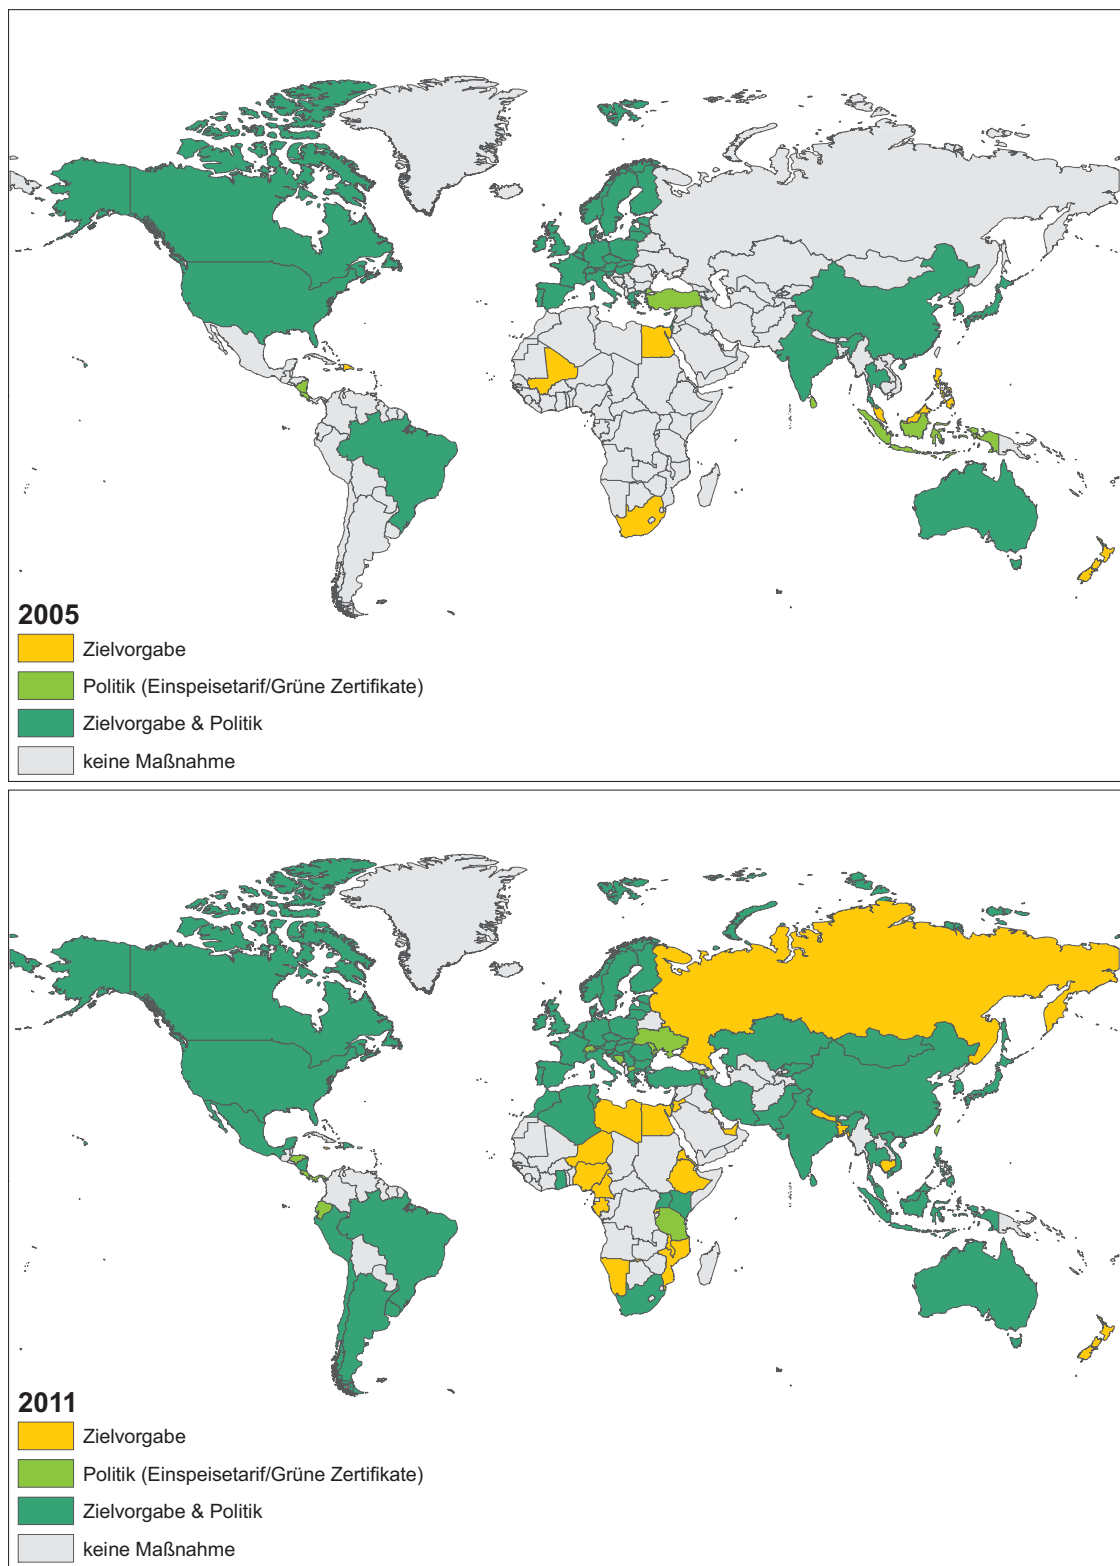 2005
Zielvorgabe
Politik (Einspeisetarif/Grüne Zertifikate)
Zielvorgabe & Politik
keine Maßnahme
2011
Zielvorgabe
Politik (Einspeisetarif/Grüne Zertifikate)
Zielvorgabe & Politik
keine Maßnahme